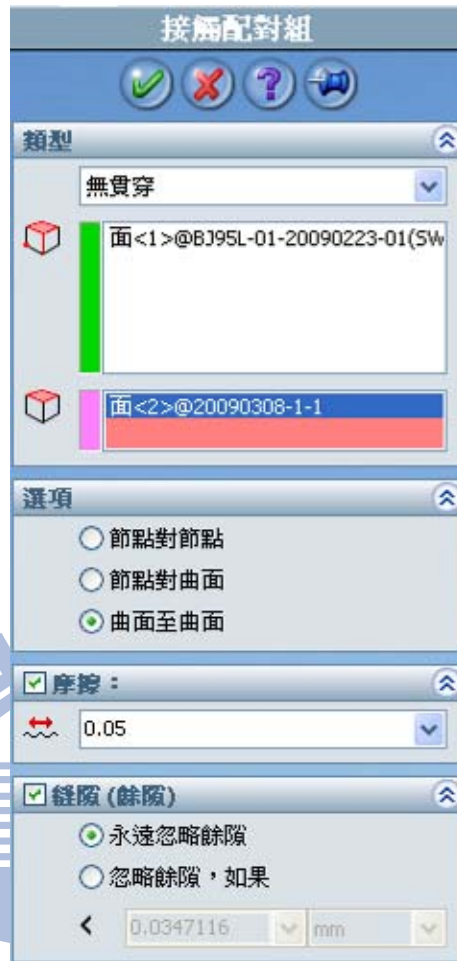 接觸配對組
類型
無貫穿
面<1>@BJ95L-01-20090223-01(SW
面<2>@20090308-1-1
選項
節點對節點
節點對曲面
曲面至曲面
摩擦：
0.05
縫隙(餘隙)
永遠忽略餘隙
忽略餘隙，如果
< 0.0347116 mm